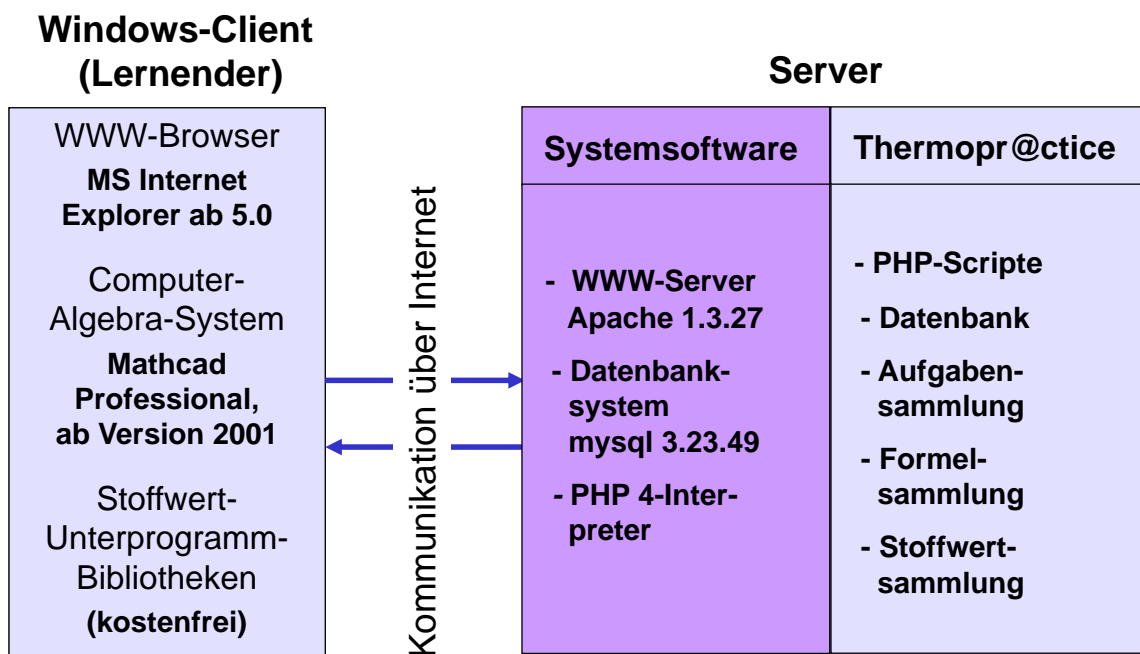 Windows-Client
(Lernender)
WWW-Browser
MS Internet
Explorer ab 5.0
Computer-
Algebra-System
Mathcad
Professional,
ab Version 2001
Stoffwert-
Unterprogramm-
Bibliotheken
(kostenfrei)
Kommunikation über Internet
Server
Systemsoftware
- WWW-Server
Apache 1.3.27
- Datenbank-
system
mysql 3.23.49
- PHP 4-Inter-
preter
Thermopr@ctice
- PHP-Scripte
- Datenbank
- Aufgaben-
sammlung
- Formel-
sammlung
- Stoffwert-
sammlung